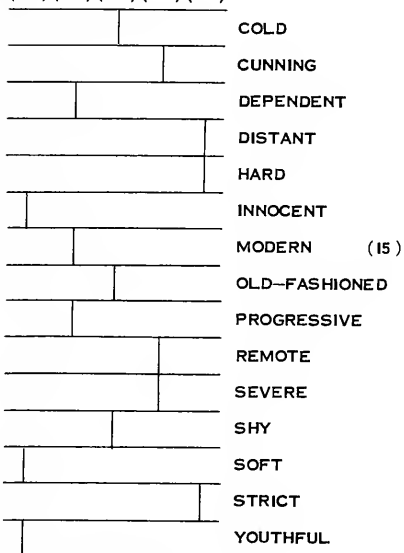 COLD
CUNNING
DEPENDENT
DISTANT
HARD
INNOCENT
MODERN (15)
OLD—FASHIONED
PROGRESSIVE
REMOTE
SEVERE
SHY
SOFT
STRICT
YOUTHFUL